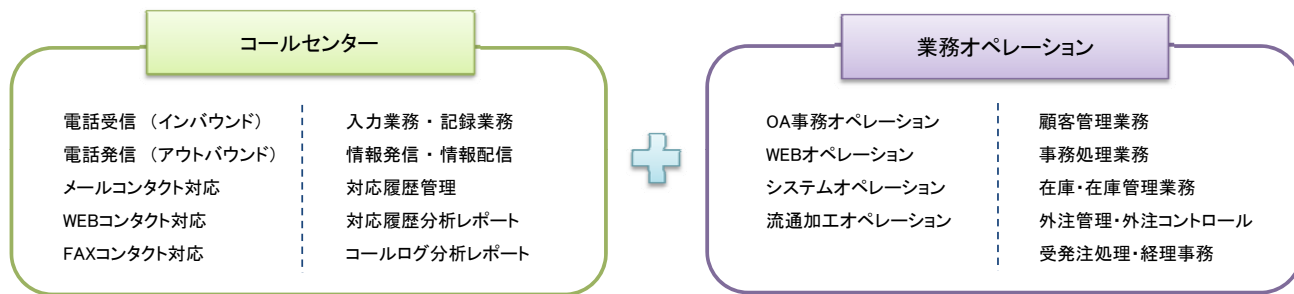 コールセンター
電話受信 （インバウンド）
電話発信 （アウトバウンド）
メールコンタクト対応
WEBコンタクト対応
FAXコンタクト対応
入力業務・記録業務
情報発信・情報配信
対応履歴管理
対応履歴分析レポート
コールログ分析レポート
業務オペレーション
OA事務オペレーション
WEBオペレーション
システムオペレーション
流通加工オペレーション
顧客管理業務
事務処理業務
在庫・在庫管理業務
外注管理・外注コントロール
受発注処理・経理事務